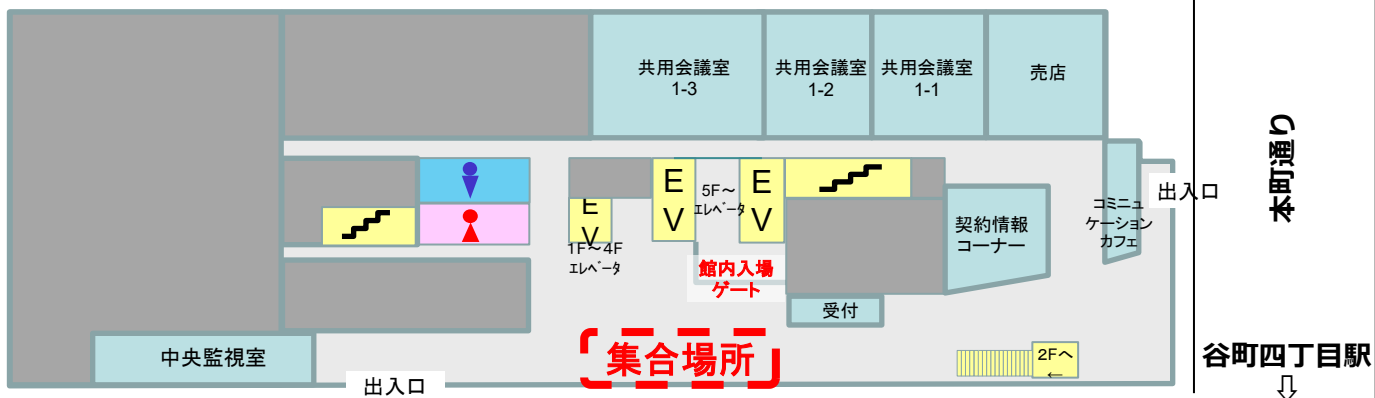 共用会議室
1-3
共用会議室
1-2
共用会議室
1-1
売店
本町通り
出入口
コミニュ
ケーション
カフェ
契約情報
コーナー
EV
5F～
エレベータ
EV
EV
1F～4F
エレベータ
館内入場
ゲート
受付
集合場所
2Fへ
←
中央監視室
出入口
谷町四丁目駅
⇩